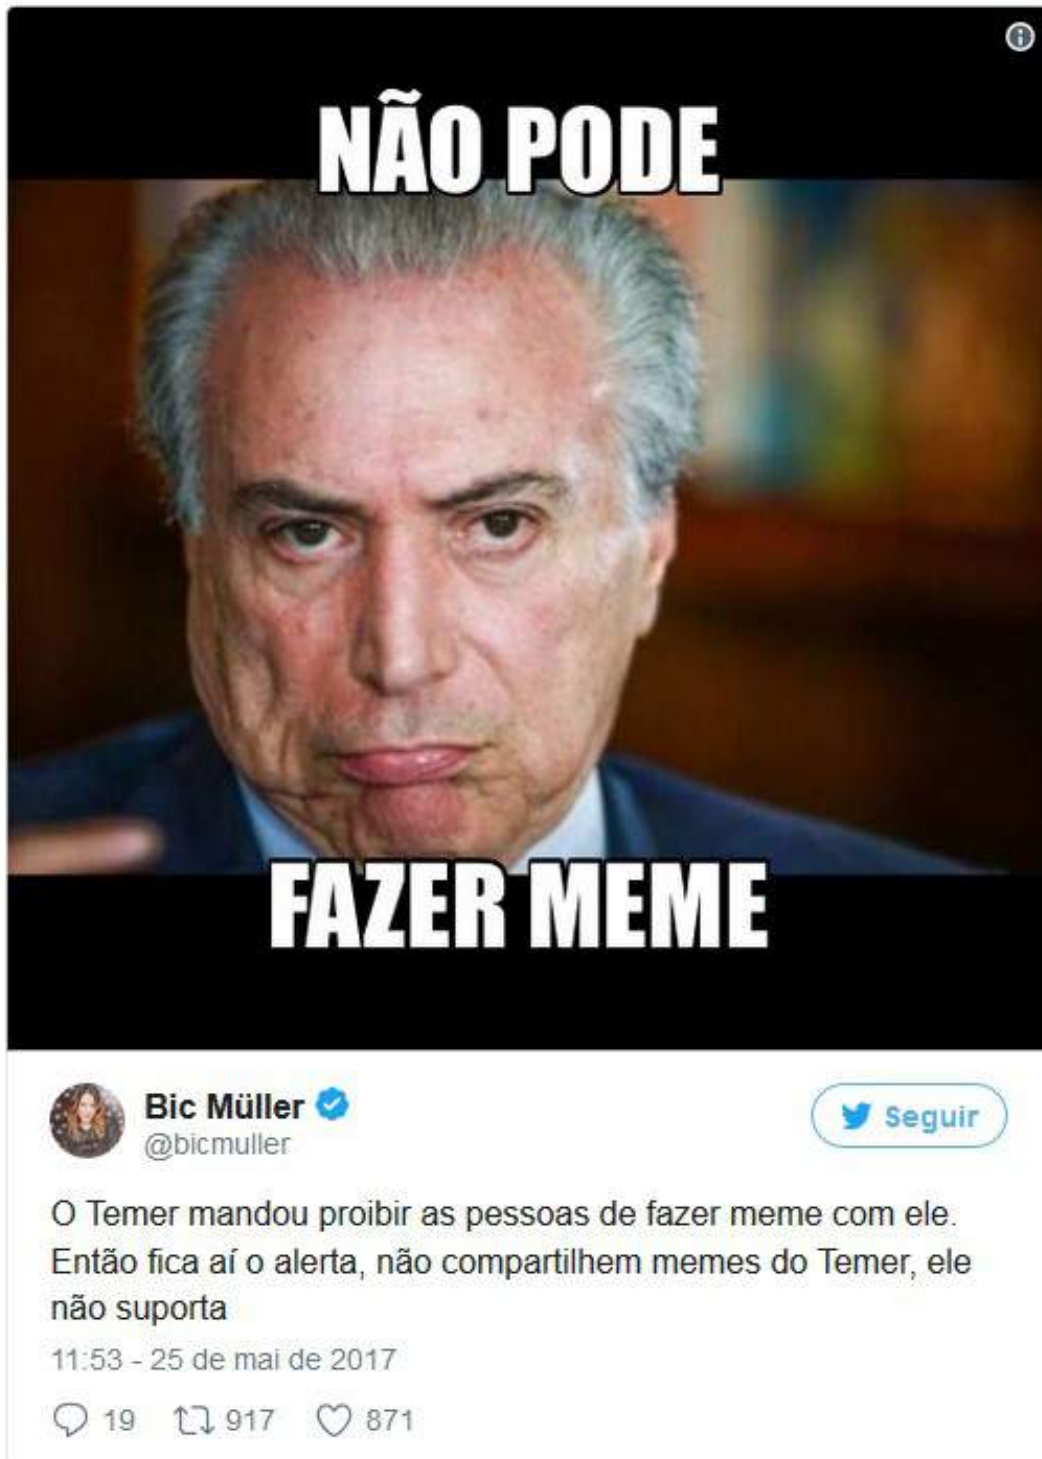 NÃO PODE
FAZER MEME
Bic Müller
@bicmuller
Seguir
O Temer mandou proibir as pessoas de fazer meme com ele.
Então fica aí o alerta, não compartilhem memes do Temer, ele
não suporta
11:53 - 25 de mai de 2017
19 917 871